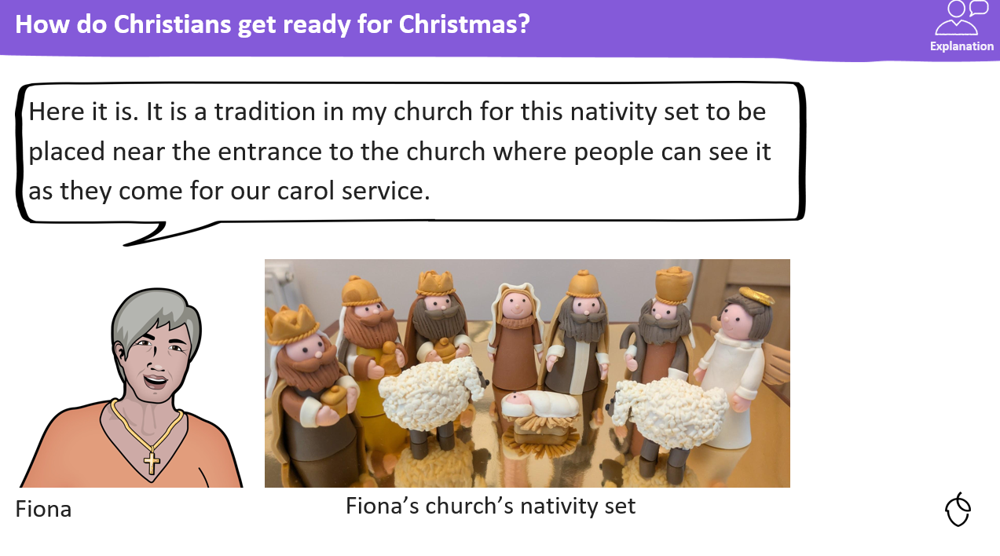 How do Christians get ready for Christmas?
Explanation
Here it is. It is a tradition in my church for this nativity set to be
placed near the entrance to the church where people can see it
as they come for our carol service.
Fiona
Fiona’s church’s nativity set